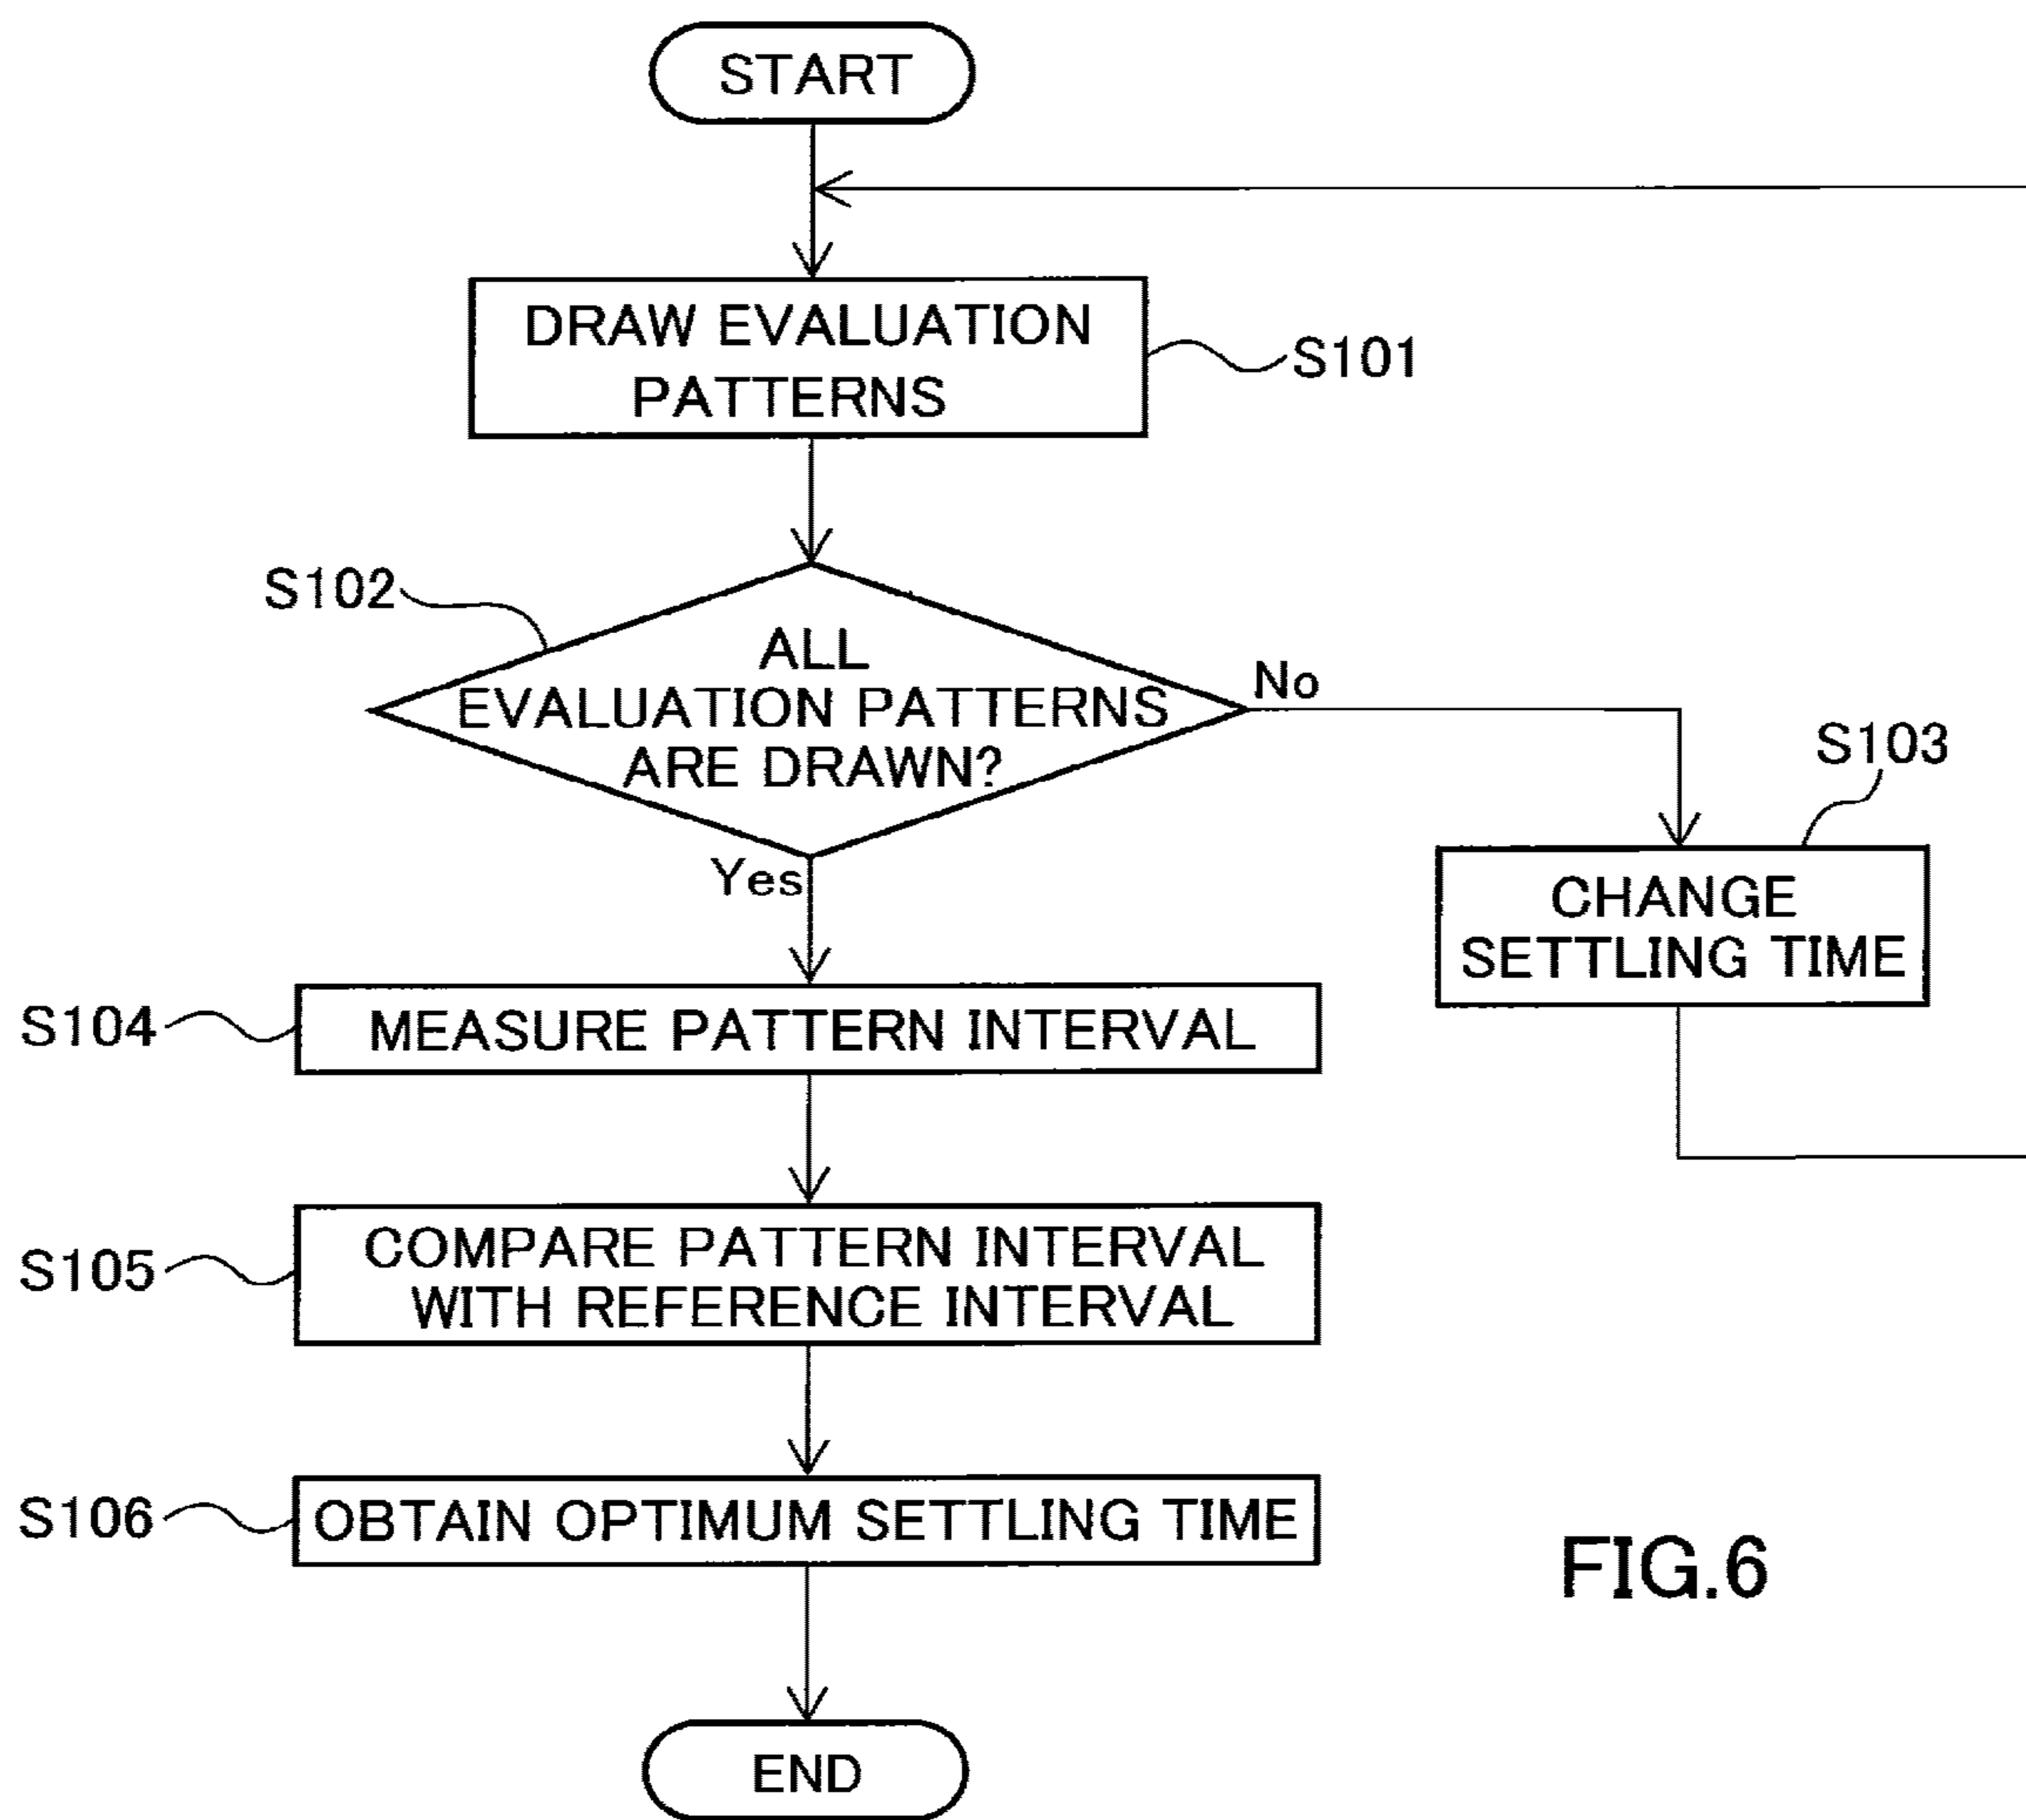 START
DRAW EVALUATION
PATTERNS
S101
S102
ALL
EVALUATION PATTERNS
ARE DRAWN?
No
Yes
S103
CHANGE
SETTLING TIME
S104
MEASURE PATTERN INTERVAL
S105
COMPARE PATTERN INTERVAL
WITH REFERENCE INTERVAL
S106
OBTAIN OPTIMUM SETTLING TIME
FIG.6
END